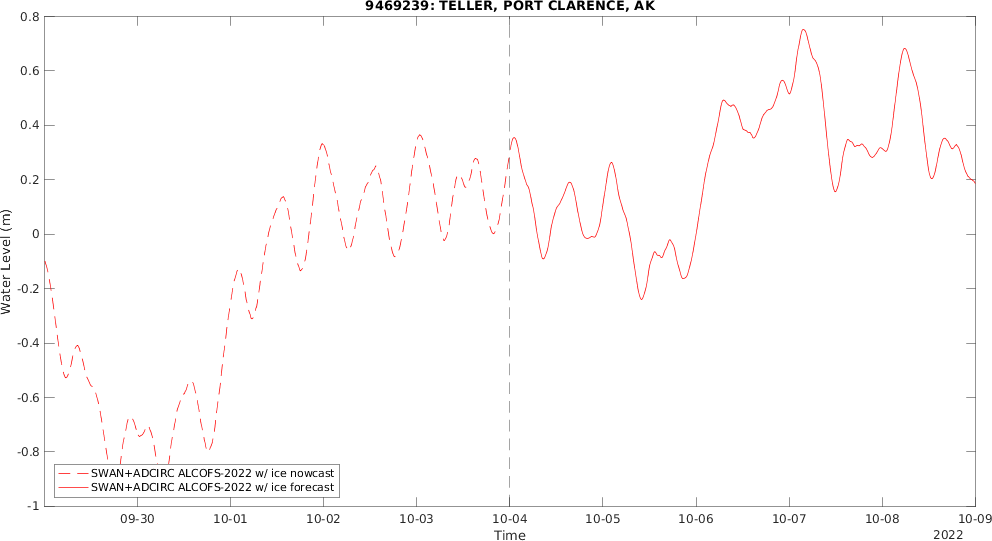 9469239: TELLER, PORT CLARENCE, AK
Water Level (m)
0.8
0.6
0.4
0.2
0
-0.2
-0.4
-0.6
-0.8
-1
SWAN+ADCIRC ALCOFS-2022 w/ ice nowcast
SWAN+ADCIRC ALCOFS-2022 w/ ice forecast
09-30 10-01 10-02 10-03 10-04 10-05 10-06 10-07 10-08 10-09
Time
2022